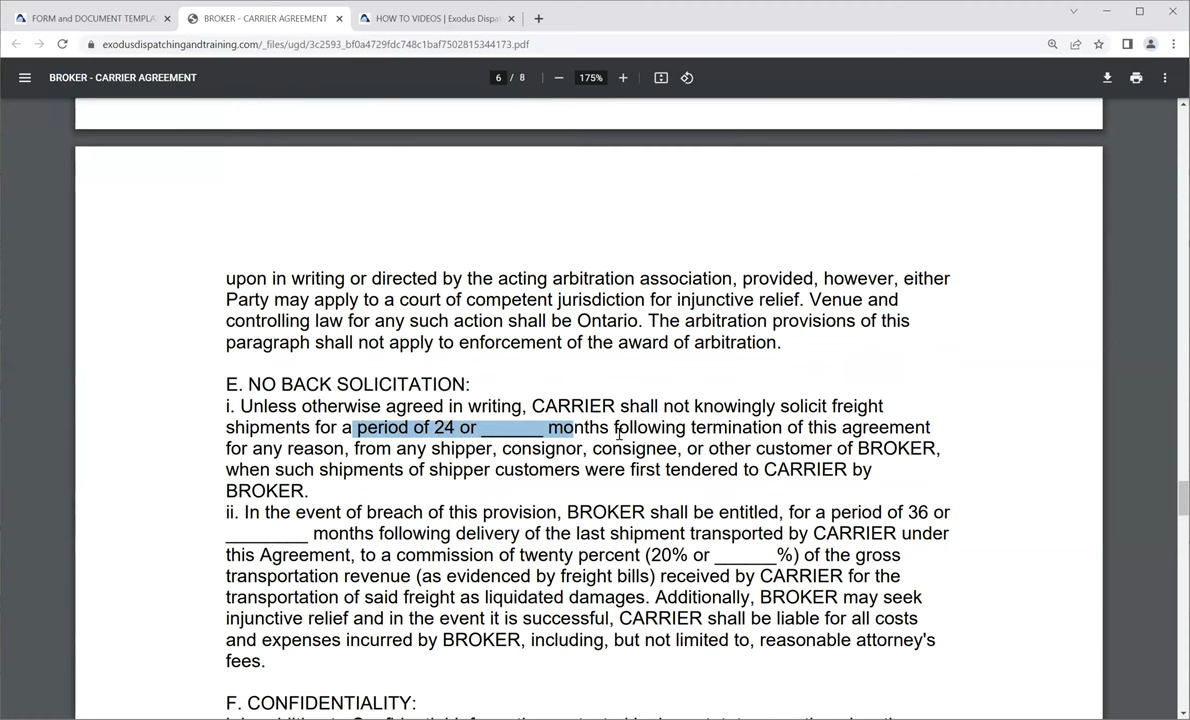 FORM and DOCUMENT TEMPLA
BROKER - CARRIER AGREEMENT
HOW TO VIDEOS | Exodus Dispat
exodusdispatchingandtraining.com/_files/ugd/3c2593_bf0a4729fdc748c1baf7502815344173.pdf
BROKER - CARRIER AGREEMENT
6 / 8
175%
upon in writing or directed by the acting arbitration association, provided, however, either
Party may apply to a court of competent jurisdiction for injunctive relief. Venue and
controlling law for any such action shall be Ontario. The arbitration provisions of this
paragraph shall not apply to enforcement of the award of arbitration.
E. NO BACK SOLICITATION:
i. Unless otherwise agreed in writing, CARRIER shall not knowingly solicit freight
shipments for a period of 24 or ______ months following termination of this agreement
for any reason, from any shipper, consignor, consignee, or other customer of BROKER,
when such shipments of shipper customers were first tendered to CARRIER by
BROKER.
ii. In the event of breach of this provision, BROKER shall be entitled, for a period of 36 or
________ months following delivery of the last shipment transported by CARRIER under
this Agreement, to a commission of twenty percent (20% or ______%) of the gross
transportation revenue (as evidenced by freight bills) received by CARRIER for the
transportation of said freight as liquidated damages. Additionally, BROKER may seek
injunctive relief and in the event it is successful, CARRIER shall be liable for all costs
and expenses incurred by BROKER, including, but not limited to, reasonable attorney's
fees.
F. CONFIDENTIALITY: